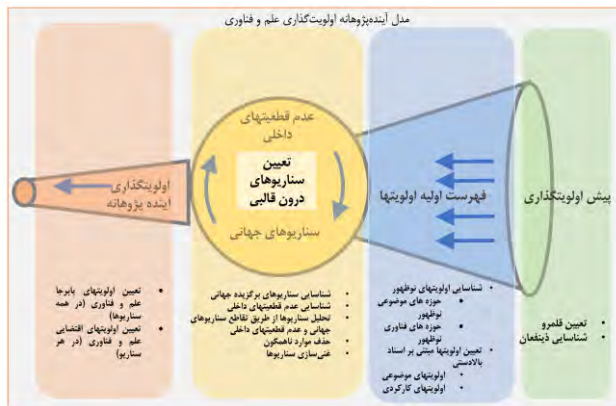 مدل آینده‌پژوهانه اولویت‌گذاری علم و فناوری
پیش اولویتگذاری
تعیین قلمرو
شناسایی ذینفعان
فهرست اولیه اولویتها
شناسایی اولویتهای نوظهور
حوزه های موضوعی
نوظهور
حوزه های فناوری
نوظهور
تعیین اولویتها مبتنی بر اسناد
بالادستی
اولویتهای موضوعی
اولویتهای کارکردی
عدم قطعیتهای
داخلی
تعیین
سناریوهای
درون قالبی
سناریوهای جهانی
شناسایی سناریوهای برگزیده جهانی
شناسایی عدم قطعیتهای داخلی
تحلیل سناریوها از طریق تقاطع سناریوهای
جهانی و عدم قطعیتهای داخلی
حذف موارد ناهمگون
غنی‌سازی سناریوها
اولویتگذاری
آینده پژوهانه
تعیین اولویتهای پابرجا
علم و فناوری (در همه
سناریوها)
تعیین اولویتهای اقتضایی
علم و فناوری (در هر
سناریو)